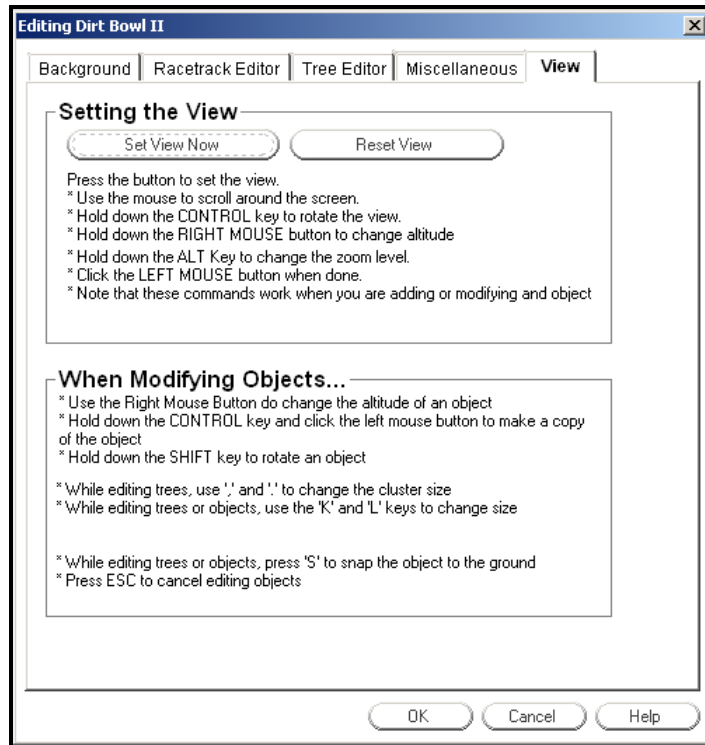 Editing Dirt Bowl II
Background
Racetrack Editor
Tree Editor
Miscellaneous
View
Setting the View
Set View Now
Reset View
Press the button to set the view.
* Use the mouse to scroll around the screen.
* Hold down the CONTROL key to rotate the view.
* Hold down the RIGHT MOUSE button to change altitude
* Hold down the ALT Key to change the zoom level.
* Click the LEFT MOUSE button when done.
* Note that these commands work when you are adding or modifying and object
When Modifying Objects...
* Use the Right Mouse Button do change the altitude of an object
* Hold down the CONTROL key and click the left mouse button to make a copy
of the object
* Hold down the SHIFT key to rotate an object
* While editing trees, use ',' and '.' to change the cluster size
* While editing trees or objects, use the 'K' and 'L' keys to change size
* While editing trees or objects, press 'S' to snap the object to the ground
* Press ESC to cancel editing objects
OK
Cancel
Help